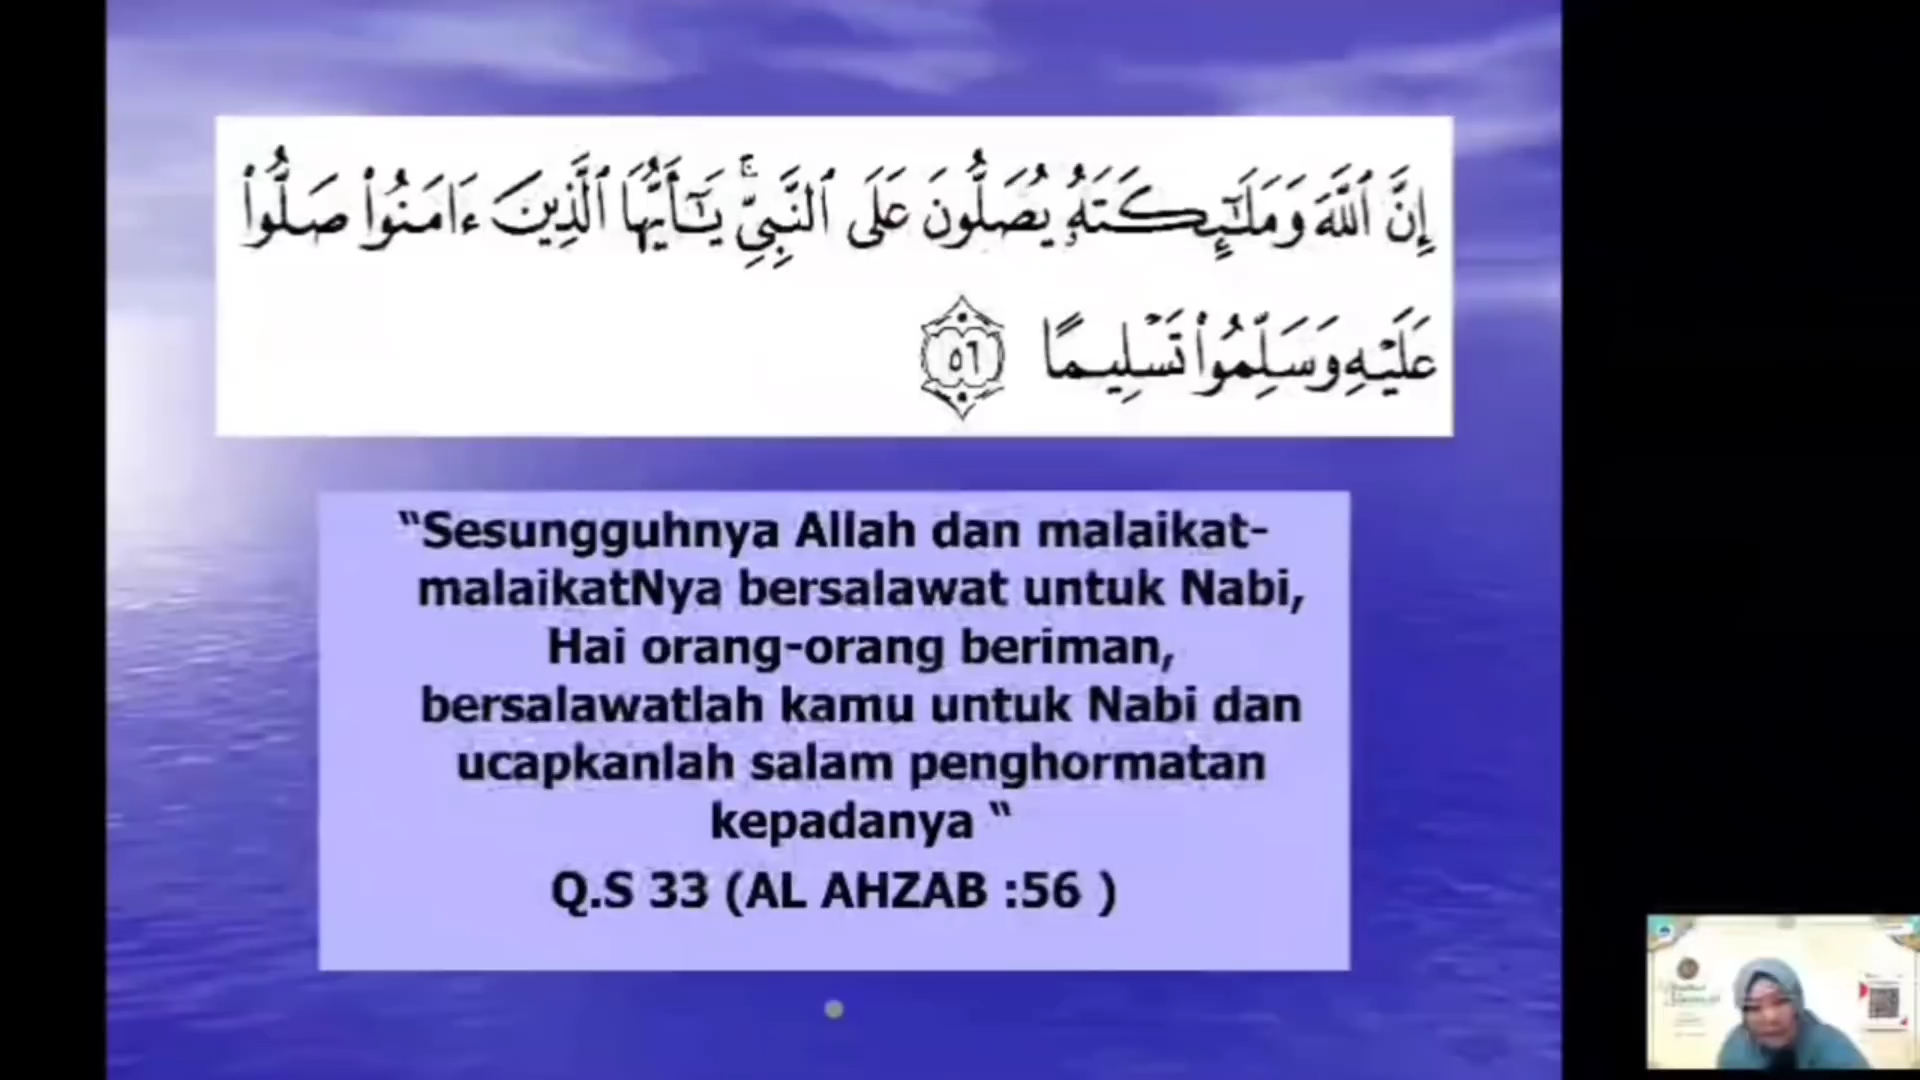 إِنَّ ٱللَّهَ وَمَلَـٰٓئِكَتَهُۥ يُصَلُّونَ عَلَى ٱلنَّبِىِّ ۚ يَـٰٓأَيُّهَا ٱلَّذِينَ ءَامَنُوا۟ صَلُّوا۟
عَلَيْهِ وَسَلِّمُوا۟ تَسْلِيمًا ٥٦
"Sesungguhnya Allah dan malaikat-
malaikatNya bersalawat untuk Nabi,
Hai orang-orang beriman,
bersalawatlah kamu untuk Nabi dan
ucapkanlah salam penghormatan
kepadanya "
Q.S 33 (AL AHZAB :56 )